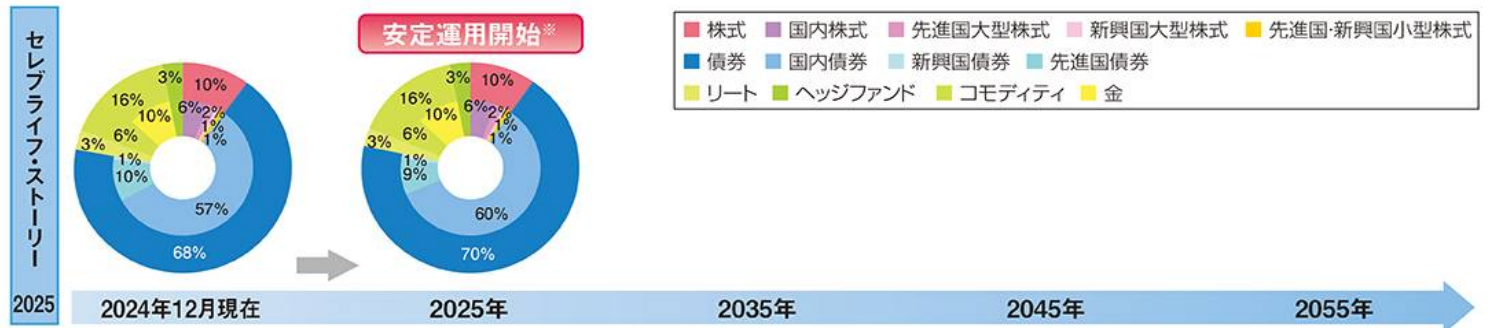 セレブライフ・ストーリー
2025
安定運用開始※
株式 国内株式 先進国大型株式 新興国大型株式 先進国·新興国小型株式
債券 国内債券 新興国債券 先進国債券
リート ヘッジファンド コモディティ 金
3%
10%
16%
6%
2%
10%
1%
6%
1%
3%
1%
10%
57%
68%
3%
10%
16%
6%
2%
10%
1%
6%
1%
3%
1%
9%
60%
70%
2024年12月現在
2025年
2035年
2045年
2055年